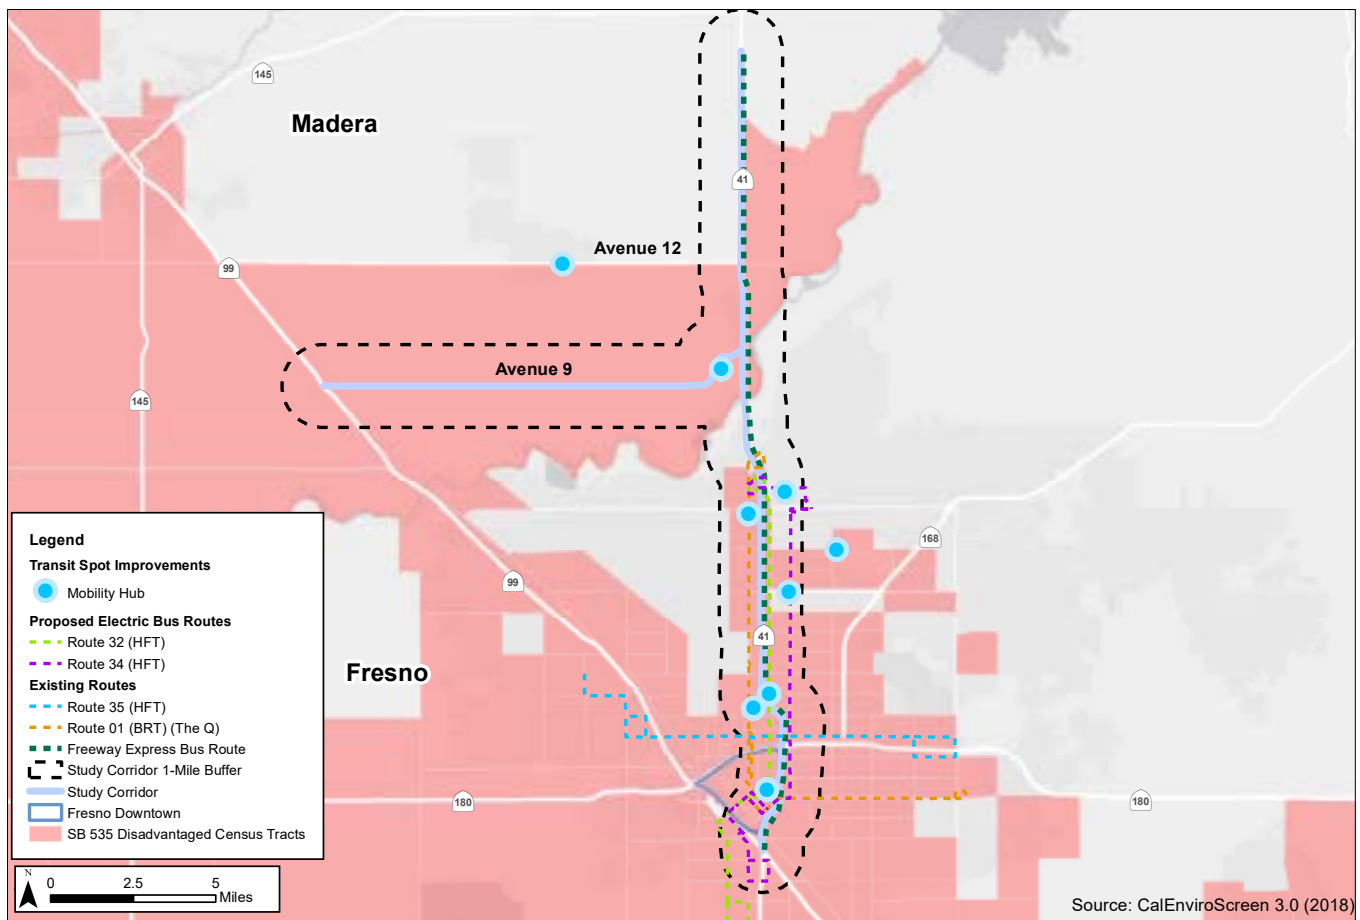 145
Madera
41
Avenue 12
99
Avenue 9
145
168
99
41
Fresno
180
180
Legend
Transit Spot Improvements
Mobility Hub
Proposed Electric Bus Routes
Route 32 (HFT)
Route 34 (HFT)
Existing Routes
Route 35 (HFT)
Route 01 (BRT) (The Q)
Freeway Express Bus Route
Study Corridor 1-Mile Buffer
Study Corridor
Fresno Downtown
SB 535 Disadvantaged Census Tracts
N
0 2.5 5
Miles
Source: CalEnviroScreen 3.0 (2018)